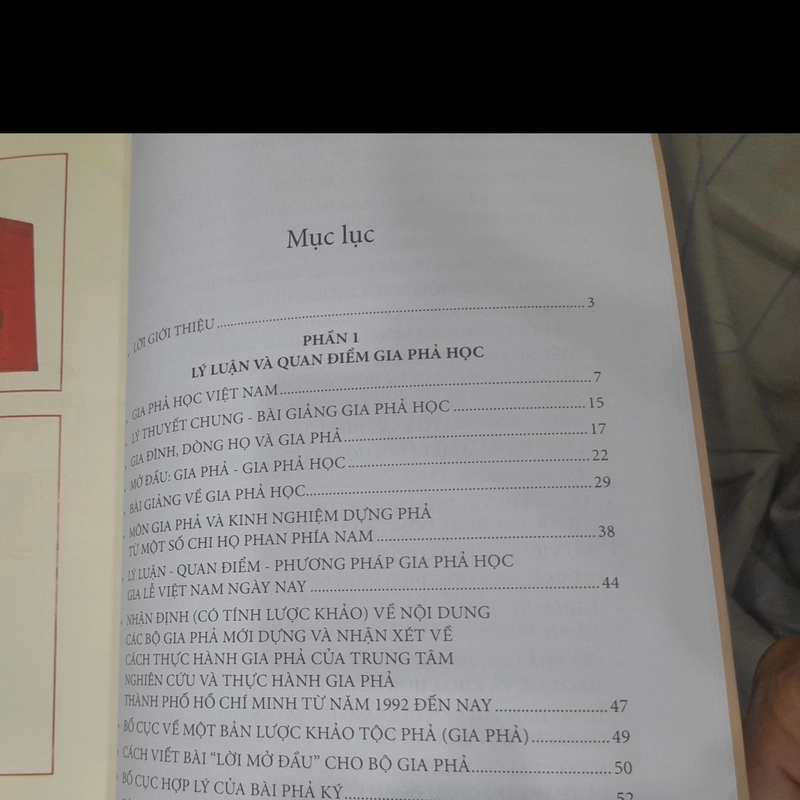 Mục lục
. LỜI GIỚI THIỆU........3
PHẦN 1
LÝ LUẬN VÀ QUAN ĐIỂM GIA PHẢ HỌC
. GIA PHẢ HỌC VIỆT NAM........7
. LÝ THUYẾT CHUNG - BÀI GIẢNG GIA PHẢ HỌC........15
. GIA ĐÌNH, DÒNG HỌ VÀ GIA PHẢ........17
. MỞ ĐẦU: GIA PHẢ - GIA PHẢ HỌC........22
. BÀI GIẢNG VỀ GIA PHẢ HỌC........29
. MÔN GIA PHẢ VÀ KINH NGHIỆM DỰNG PHẢ
TỪ MỘT SỐ CHI HỌ PHAN PHÍA NAM........38
. LÝ LUẬN - QUAN ĐIỂM - PHƯƠNG PHÁP GIA PHẢ HỌC
GIA LỄ VIỆT NAM NGÀY NAY........44
. NHẬN ĐỊNH (CÓ TÍNH LƯỢC KHẢO) VỀ NỘI DUNG
CÁC BỘ GIA PHẢ MỚI DỰNG VÀ NHẬN XÉT VỀ
CÁCH THỰC HÀNH GIA PHẢ CỦA TRUNG TÂM
NGHIÊN CỨU VÀ THỰC HÀNH GIA PHẢ
THÀNH PHỐ HỒ CHÍ MINH TỪ NĂM 1992 ĐẾN NAY........47
. BỐ CỤC VỀ MỘT BẢN LƯỢC KHẢO TỘC PHẢ (GIA PHẢ)........49
. CÁCH VIẾT BÀI "LỜI MỞ ĐẦU" CHO BỘ GIA PHẢ........50
. BỐ CỤC HỢP LÝ CỦA BÀI PHẢ KÝ........52